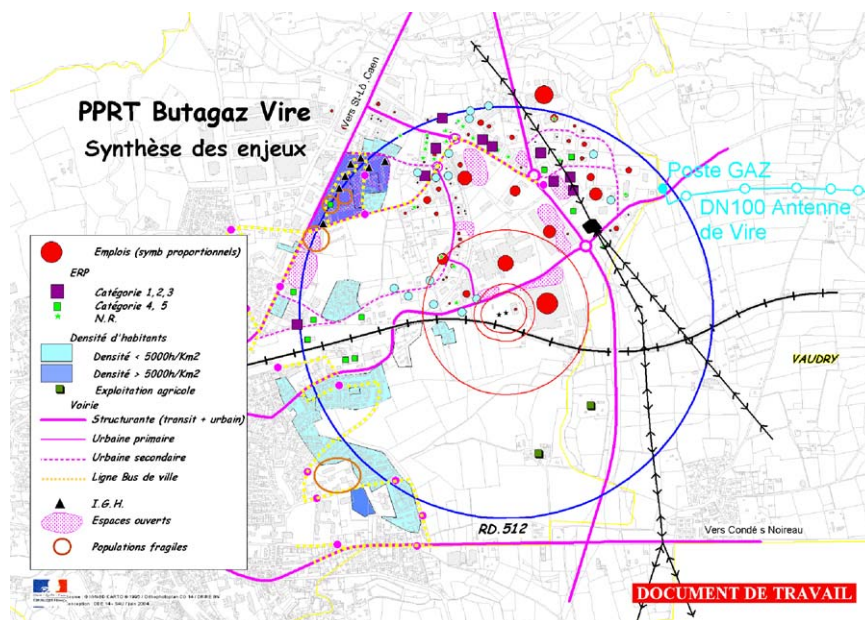 PPRT Butagaz Vire
Synthèse des enjeux
Vers St-Lô, Caen
Poste GAZ
DN100 Antenne
de Vire
Emplois (symb proportionnels)
ERP
Catégorie 1,2,3
Catégorie 4, 5
N.R.
Densité d'habitants
Densité < 5000h/Km2
Densité > 5000h/Km2
Exploitation agricole
Voirie
Structurante (transit + urbain)
Urbaine primaire
Urbaine secondaire
Ligne Bus de ville
I.G.H.
Espaces ouverts
Populations fragiles
VAUDRY
RD.512
Vers Condé s Noireau
DOCUMENT DE TRAVAIL